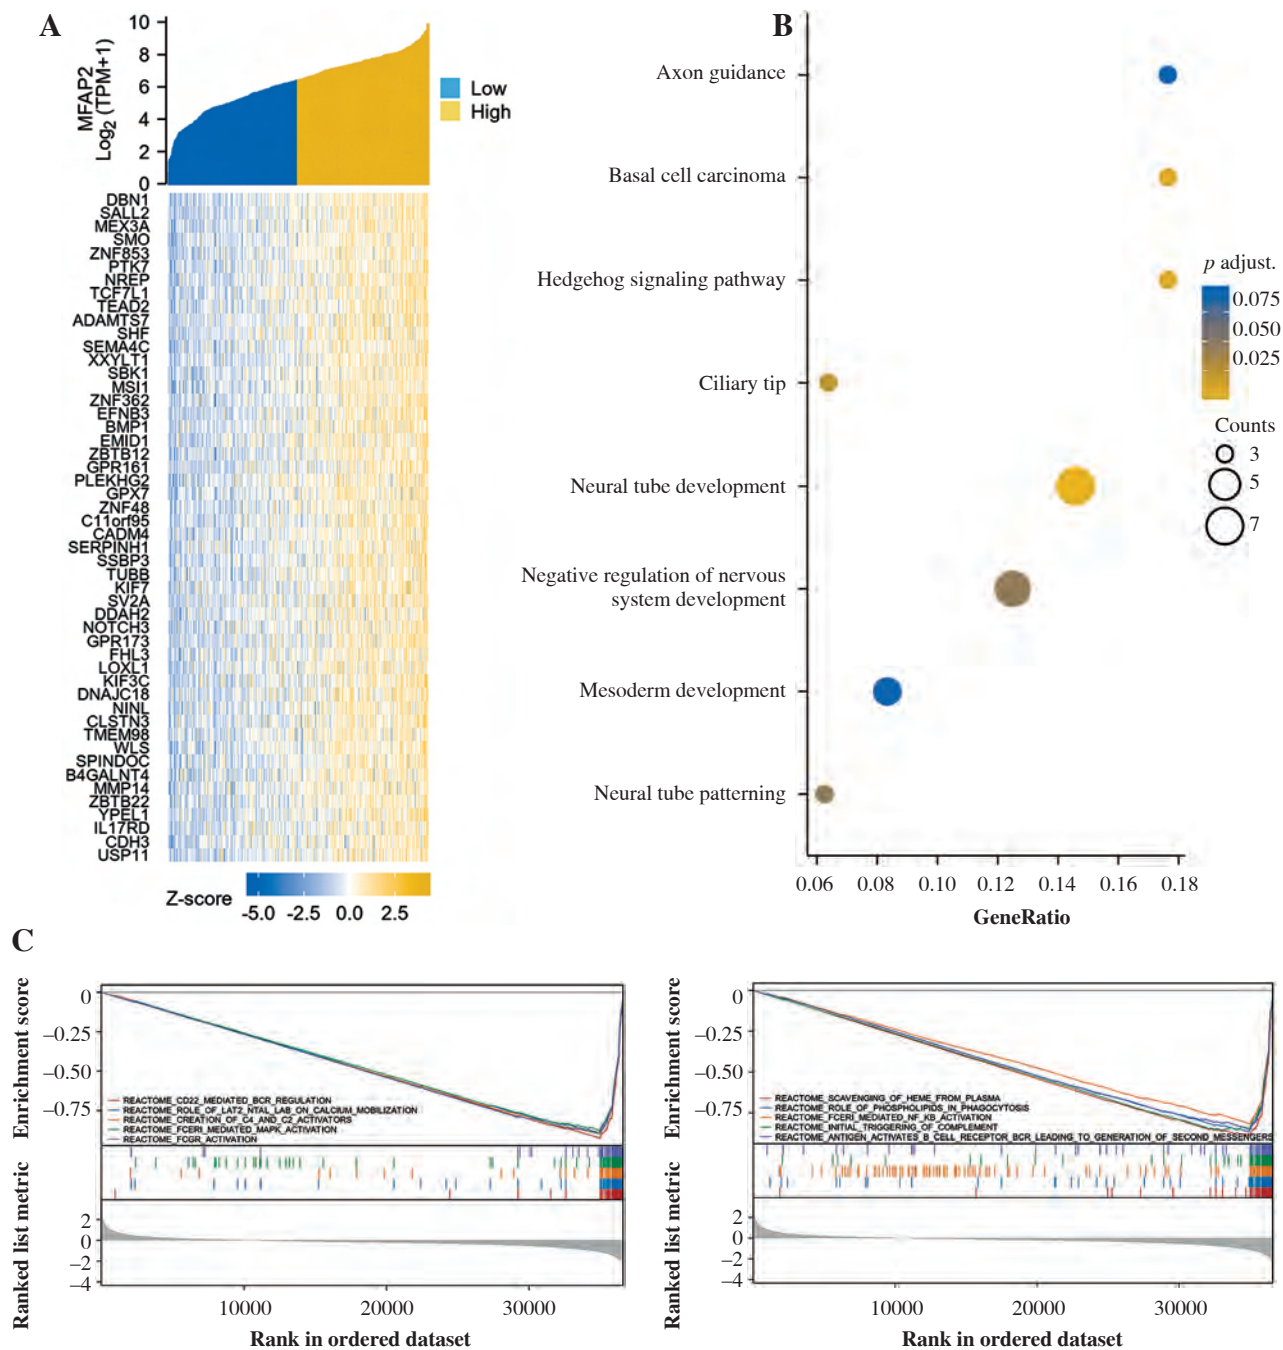 A
10
8
6
4
2
0
MFAP2
Log2 (TPM+1)
Low
High
DBN1
SALL2
MEX3A
SMO
ZNF853
PTK7
NREP
TCF7L1
TEAD2
ADAMTS7
SHF
SEMA4C
XXYLT1
SBK1
MSI1
ZNF362
EFNB3
BMP1
EMID1
ZBTB12
GPR161
PLEKHG2
GPX7
ZNF48
C11orf95
CADM4
SERPINH1
SSBP3
TUBB
KIF7
SV2A
DDAH2
NOTCH3
GPR173
FHL3
LOXL1
KIF3C
DNAJC18
NINL
CLSTN3
TMEM98
WLS
SPINDOC
B4GALNT4
MMP14
ZBTB22
YPEL1
IL17RD
CDH3
USP11
Z-score
-5.0 -2.5 0.0 2.5
B
Axon guidance
Basal cell carcinoma
Hedgehog signaling pathway
Ciliary tip
Neural tube development
Negative regulation of nervous
system development
Mesoderm development
Neural tube patterning
0.06 0.08 0.10 0.12 0.14 0.16 0.18
GeneRatio
p adjust.
0.075
0.050
0.025
Counts
3
5
7
C
Enrichment score
0
−0.25
−0.50
−0.75
REACTOME_CD22_MEDIATED_BCR_REGULATION
REACTOME_ROLE_OF_LAT2_NTAL_LAB_ON_CALCIUM_MOBILIZATION
REACTOME_CREATION_OF_C4_AND_C2_ACTIVATORS
REACTOME_FCERI_MEDIATED_MAPK_ACTIVATION
REACTOME_FCGR_ACTIVATION
Ranked list metric
2
0
−2
−4
10000 20000 30000
Rank in ordered dataset
Enrichment score
0
−0.25
−0.50
−0.75
REACTOME_SCAVENGING_OF_HEME_FROM_PLASMA
REACTOME_ROLE_OF_PHOSPHOLIPIDS_IN_PHAGOCYTOSIS
REACTOME_FCERI_MEDIATED_NF_KB_ACTIVATION
REACTOME_INITIAL_TRIGGERING_OF_COMPLEMENT
REACTOME_ANTIGEN_ACTIVATES_B_CELL_RECEPTOR_BCR_LEADING_TO_GENERATION_OF_SECOND_MESSENGERS
Ranked list metric
2
0
−2
−4
10000 20000 30000
Rank in ordered dataset